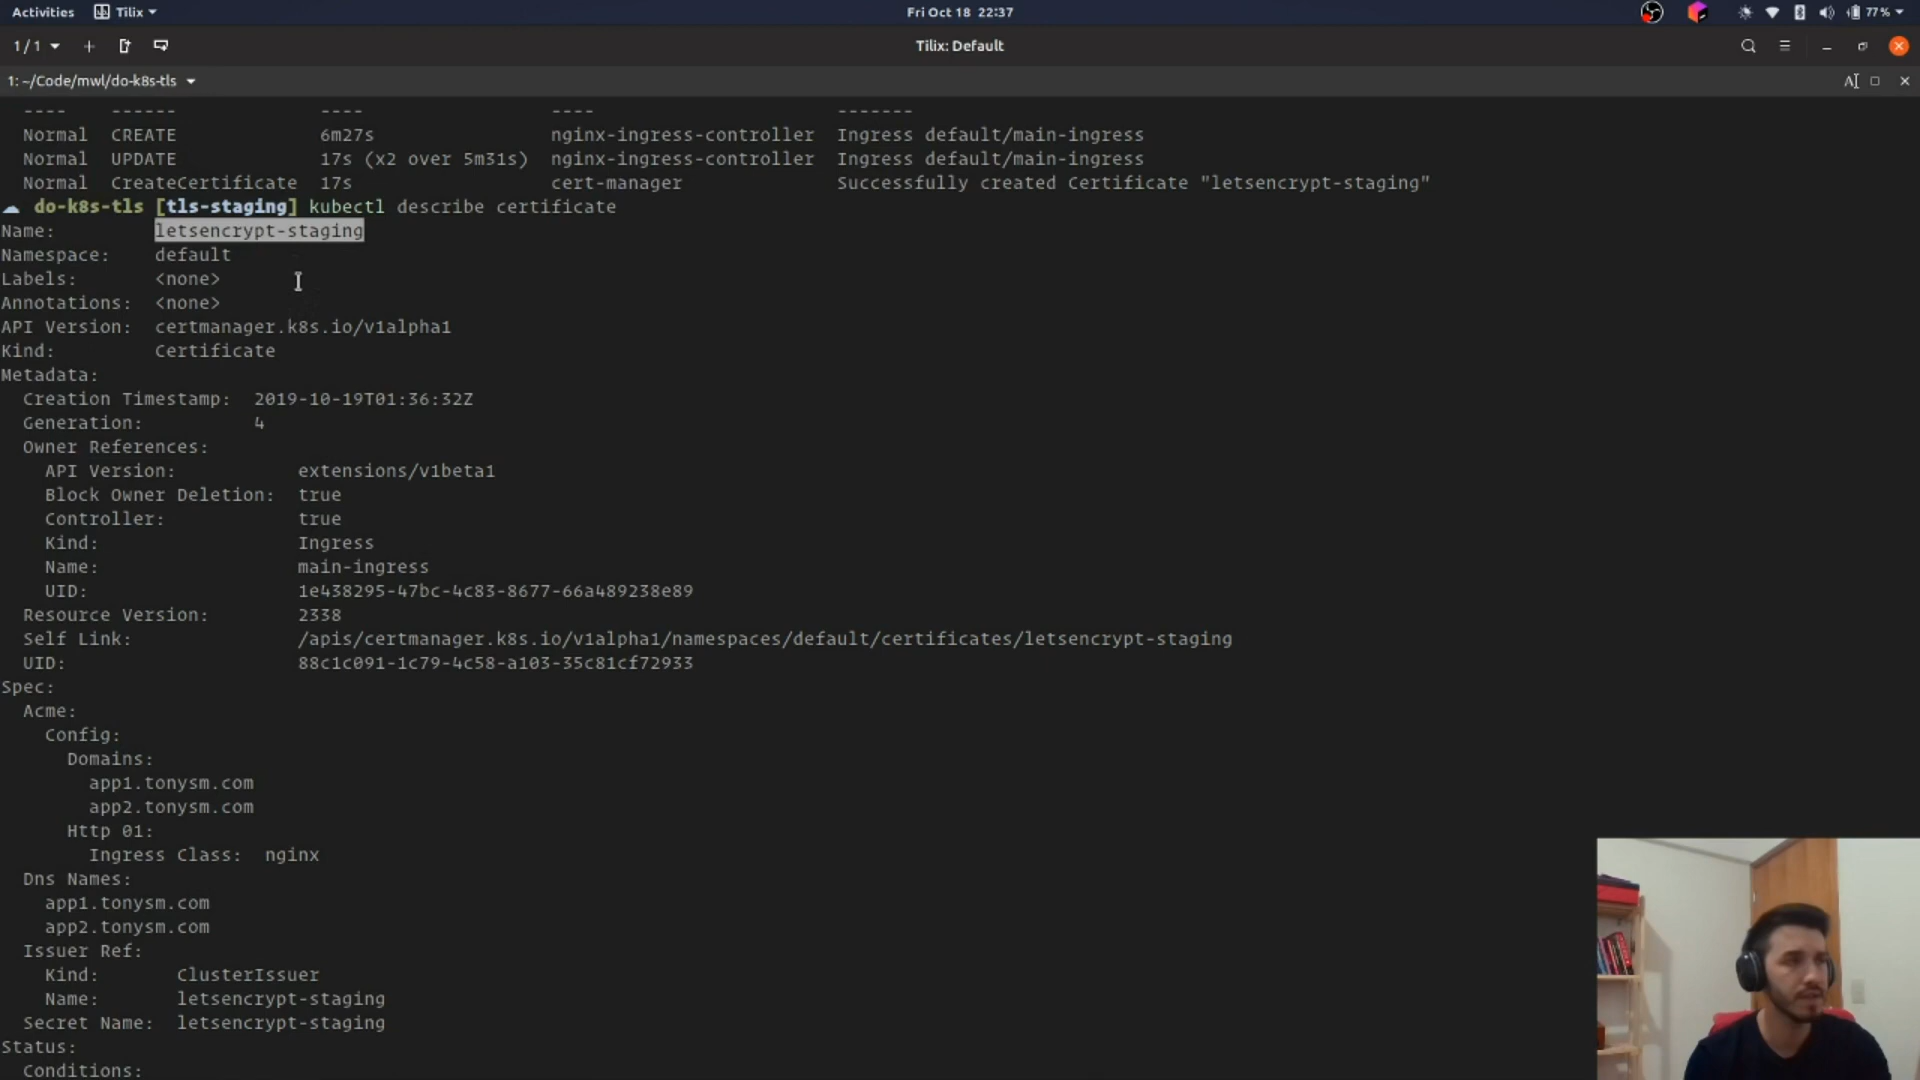 Activities Tilix Fri Oct 18 22:37 77%
1 / 1 Tilix: Default
1: ~/Code/mwl/do-k8s-tls
---- ------ ---- ---- -------
Normal CREATE 6m27s nginx-ingress-controller Ingress default/main-ingress
Normal UPDATE 17s (x2 over 5m31s) nginx-ingress-controller Ingress default/main-ingress
Normal CreateCertificate 17s cert-manager Successfully created Certificate "letsencrypt-staging"
do-k8s-tls [tls-staging] kubectl describe certificate
Name: letsencrypt-staging
Namespace: default
Labels: <none>
Annotations: <none>
API Version: certmanager.k8s.io/v1alpha1
Kind: Certificate
Metadata:
Creation Timestamp: 2019-10-19T01:36:32Z
Generation: 4
Owner References:
API Version: extensions/v1beta1
Block Owner Deletion: true
Controller: true
Kind: Ingress
Name: main-ingress
UID: 1e438295-47bc-4c83-8677-66a489238e89
Resource Version: 2338
Self Link: /apis/certmanager.k8s.io/v1alpha1/namespaces/default/certificates/letsencrypt-staging
UID: 88c1c091-1c79-4c58-a103-35c81cf72933
Spec:
Acme:
Config:
Domains:
app1.tonysm.com
app2.tonysm.com
Http 01:
Ingress Class: nginx
Dns Names:
app1.tonysm.com
app2.tonysm.com
Issuer Ref:
Kind: ClusterIssuer
Name: letsencrypt-staging
Secret Name: letsencrypt-staging
Status:
Conditions: